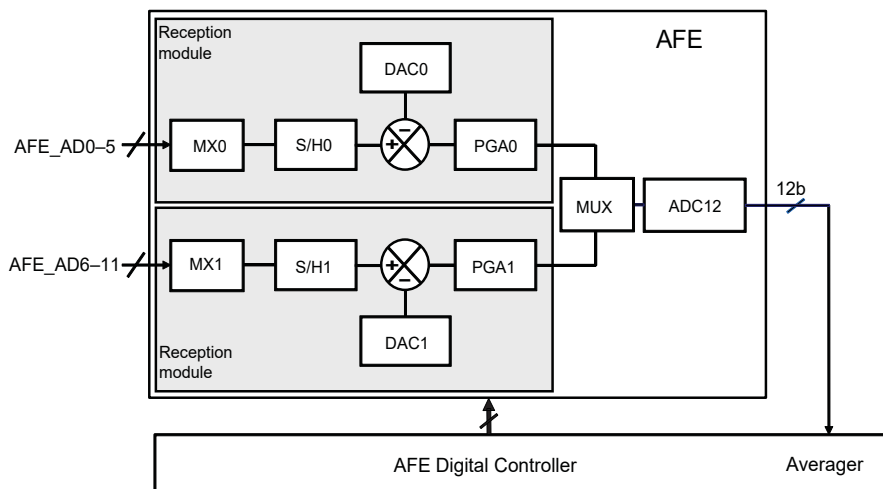 Reception
module
AFE
DAC0
−
AFE_AD0–5
MX0
S/H0
+
PGA0
MUX
ADC12
12b
AFE_AD6–11
MX1
S/H1
+
−
PGA1
DAC1
Reception
module
AFE Digital Controller
Averager